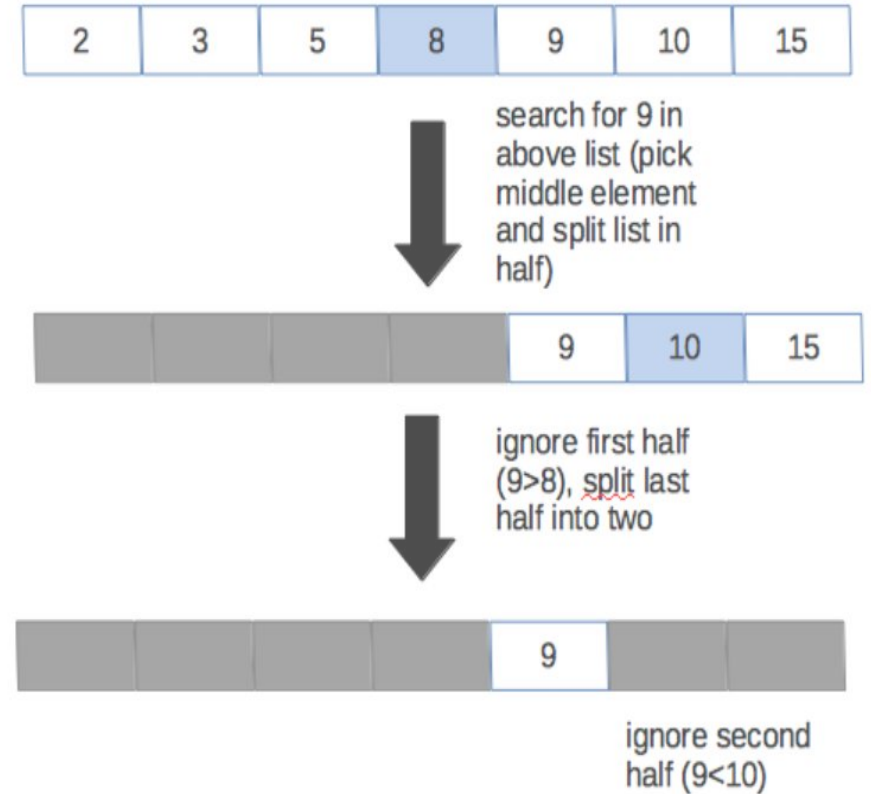 2 3 5 8 9 10 15
search for 9 in
above list (pick
middle element
and split list in
half)
9 10 15
ignore first half
(9>8), split last
half into two
9
ignore second
half (9<10)